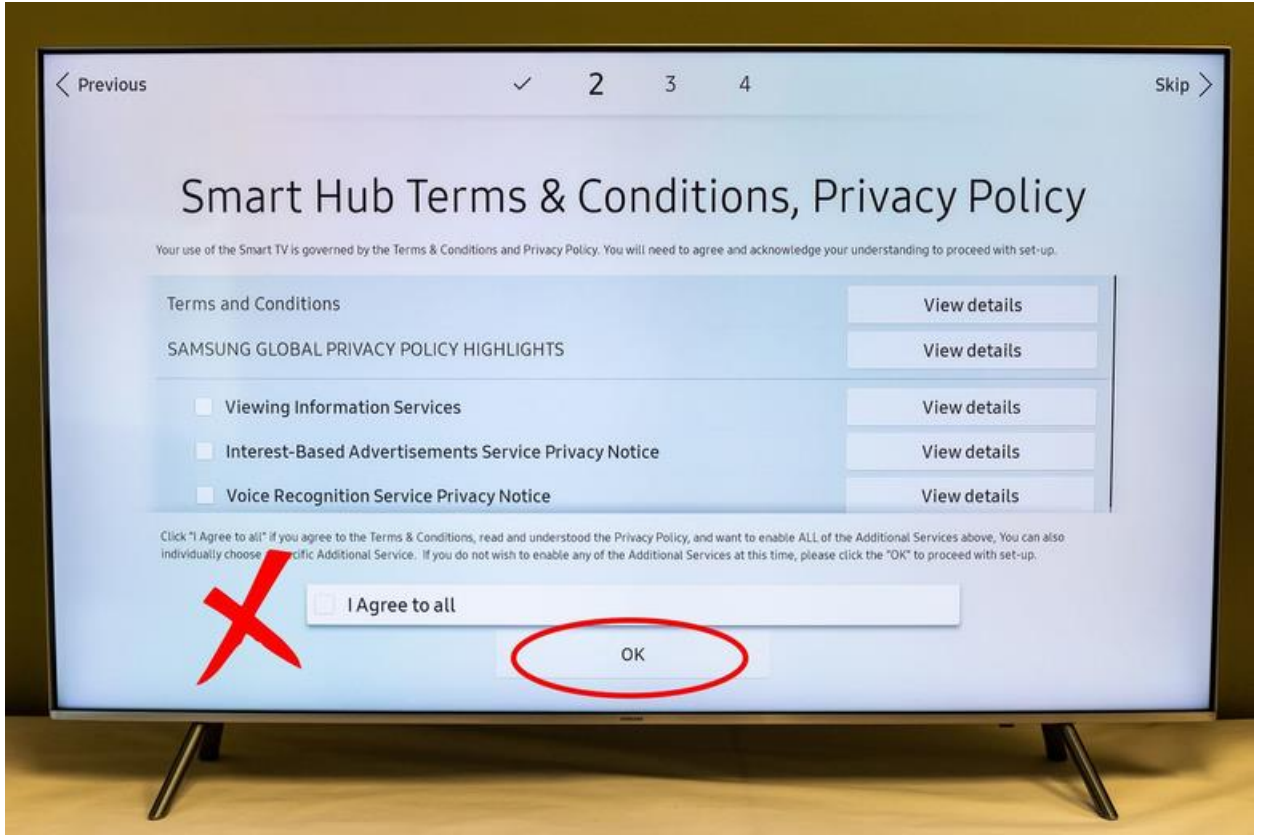 Previous
2 3 4
Skip
Smart Hub Terms & Conditions, Privacy Policy
Your use of the Smart TV is governed by the Terms & Conditions and Privacy Policy. You will need to agree and acknowledge your understanding to proceed with set-up.
Terms and Conditions View details
SAMSUNG GLOBAL PRIVACY POLICY HIGHLIGHTS View details
Viewing Information Services View details
Interest-Based Advertisements Service Privacy Notice View details
Voice Recognition Service Privacy Notice View details
Click "I Agree to all" if you agree to the Terms & Conditions, read and understood the Privacy Policy, and want to enable ALL of the Additional Services above, You can also
individually choose Additional Service. If you do not wish to enable any of the Additional Services at this time, please click the "OK" to proceed with set-up.
I Agree to all
OK